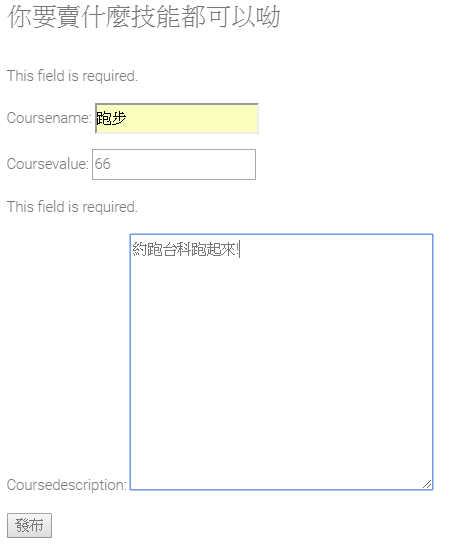 你要賣什麼技能都可以呦
This field is required.
Coursename: 跑步
Coursevalue: 66
This field is required.
約跑台科跑起來!
Coursedescription:
發布